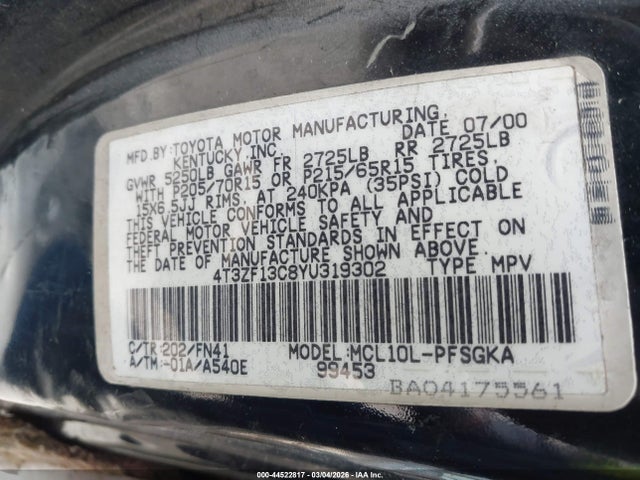 MFD.BY:TOYOTA MOTOR MANUFACTURING,
KENTUCKY,INC. DATE 07/00
GVWR 5250LB GAWR FR 2725LB RR 2725LB
WITH P205/70R15 OR P215/65R15 TIRES,
15X6.5JJ RIMS, AT 240KPA (35PSI) COLD
THIS VEHICLE CONFORMS TO ALL APPLICABLE
FEDERAL MOTOR VEHICLE SAFETY AND
THEFT PREVENTION STANDARDS IN EFFECT ON
THE DATE OF MANUFACTURE SHOWN ABOVE.
4T3ZF13C8YU319302 TYPE MPV
C/TR:202/FN41 MODEL:MCL10L-PFSGKA
A/TM:-01A/A540E 99453
BA04175561
000-44522817 - 03/04/2026 - IAA Inc.